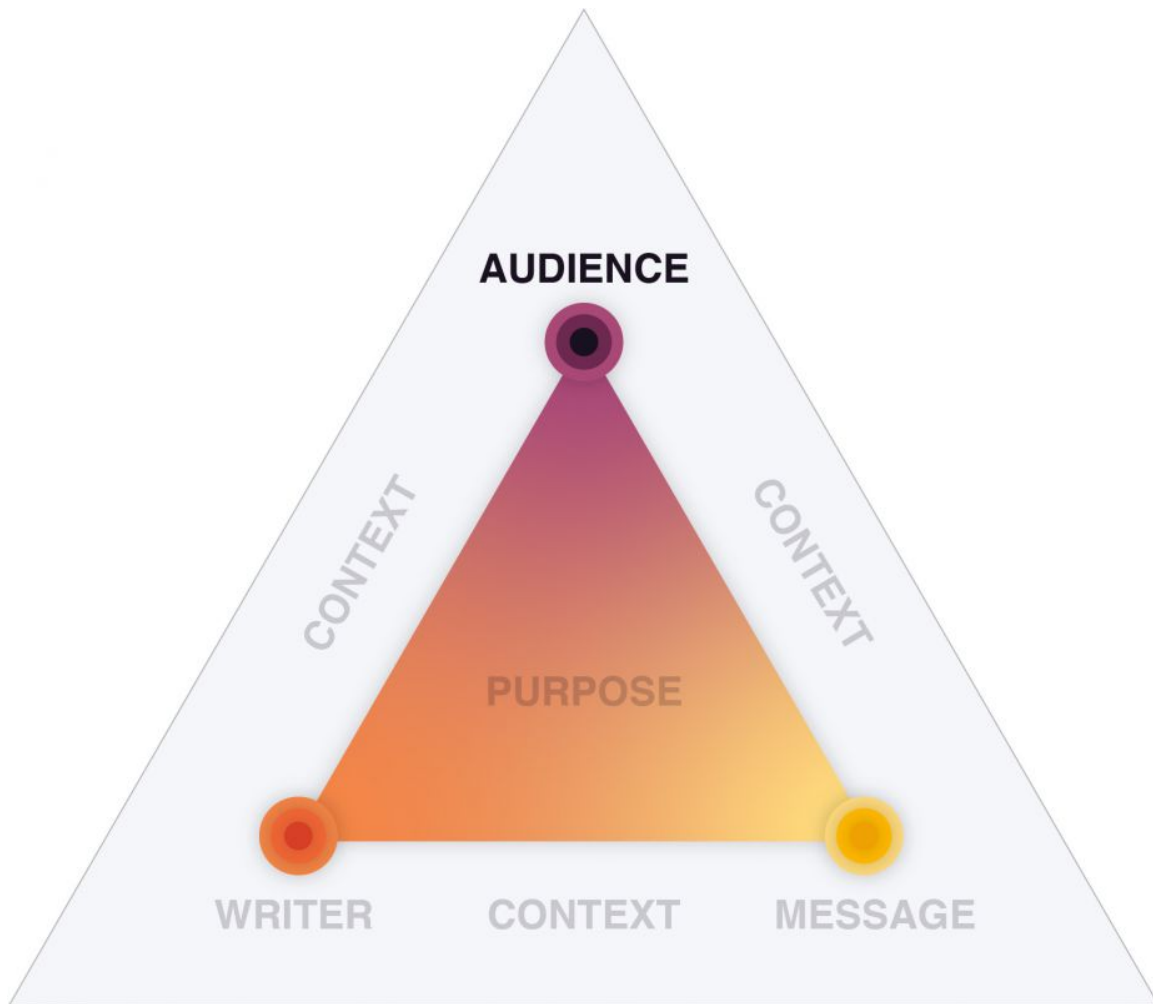 AUDIENCE
CONTEXT
CONTEXT
PURPOSE
WRITER
CONTEXT
MESSAGE